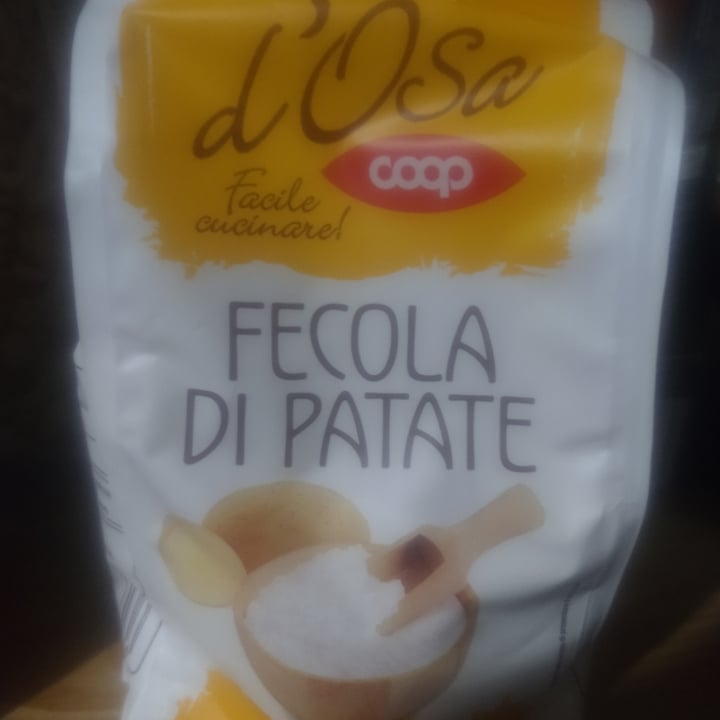 d'Osa
coop
Facile
cucinare!
FECOLA
DI PATATE